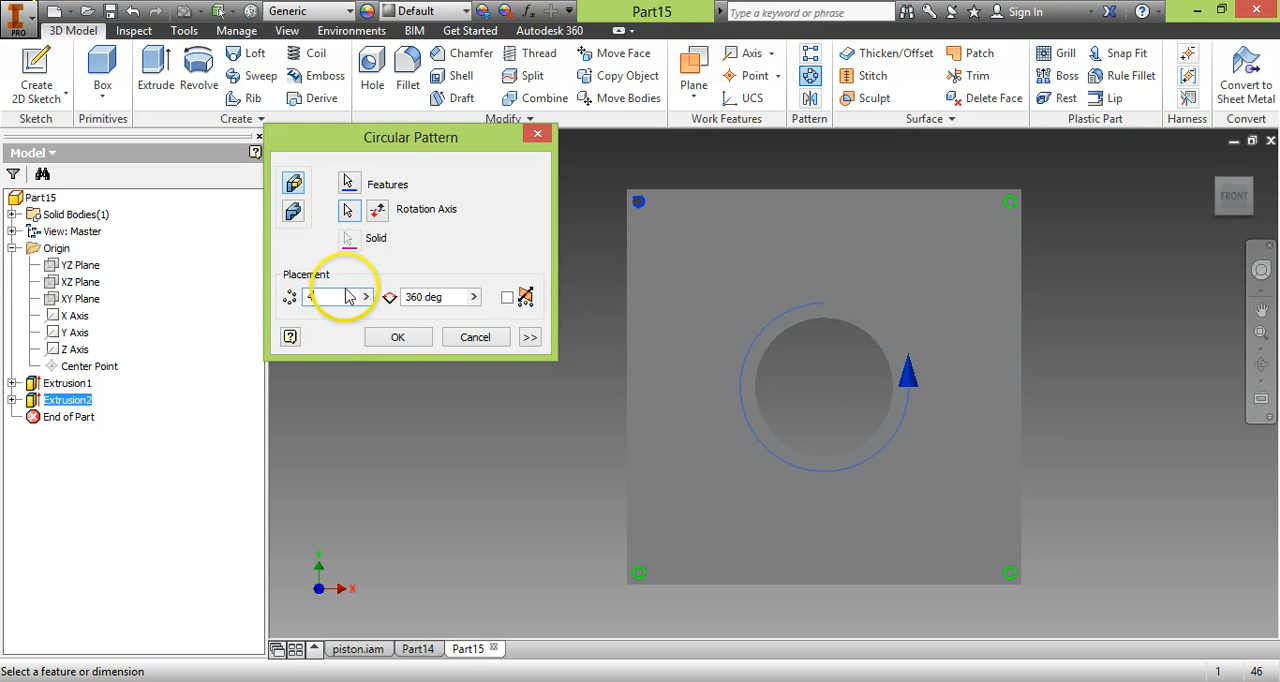 PRO
Generic
Default
Part15
Type a keyword or phrase
Sign In
3D Model
Inspect
Tools
Manage
View
Environments
BIM
Get Started
Autodesk 360
Create
2D Sketch
Sketch
Box
Primitives
Extrude
Revolve
Loft
Sweep
Rib
Coil
Emboss
Derive
Create
Hole
Fillet
Chamfer
Shell
Draft
Thread
Split
Combine
Move Face
Copy Object
Move Bodies
Modify
Plane
Axis
Point
UCS
Work Features
Pattern
Thicken/Offset
Stitch
Sculpt
Patch
Trim
Delete Face
Surface
Grill
Boss
Rest
Snap Fit
Rule Fillet
Lip
Plastic Part
Harness
Convert to
Sheet Metal
Convert
Model
Part15
Solid Bodies(1)
View: Master
Origin
YZ Plane
XZ Plane
XY Plane
X Axis
Y Axis
Z Axis
Center Point
Extrusion1
Extrusion2
End of Part
Circular Pattern
Features
Rotation Axis
Solid
Placement
4
360 deg
OK
Cancel
>>
FRONT
Y
X
piston.iam
Part14
Part15
Select a feature or dimension
1
46